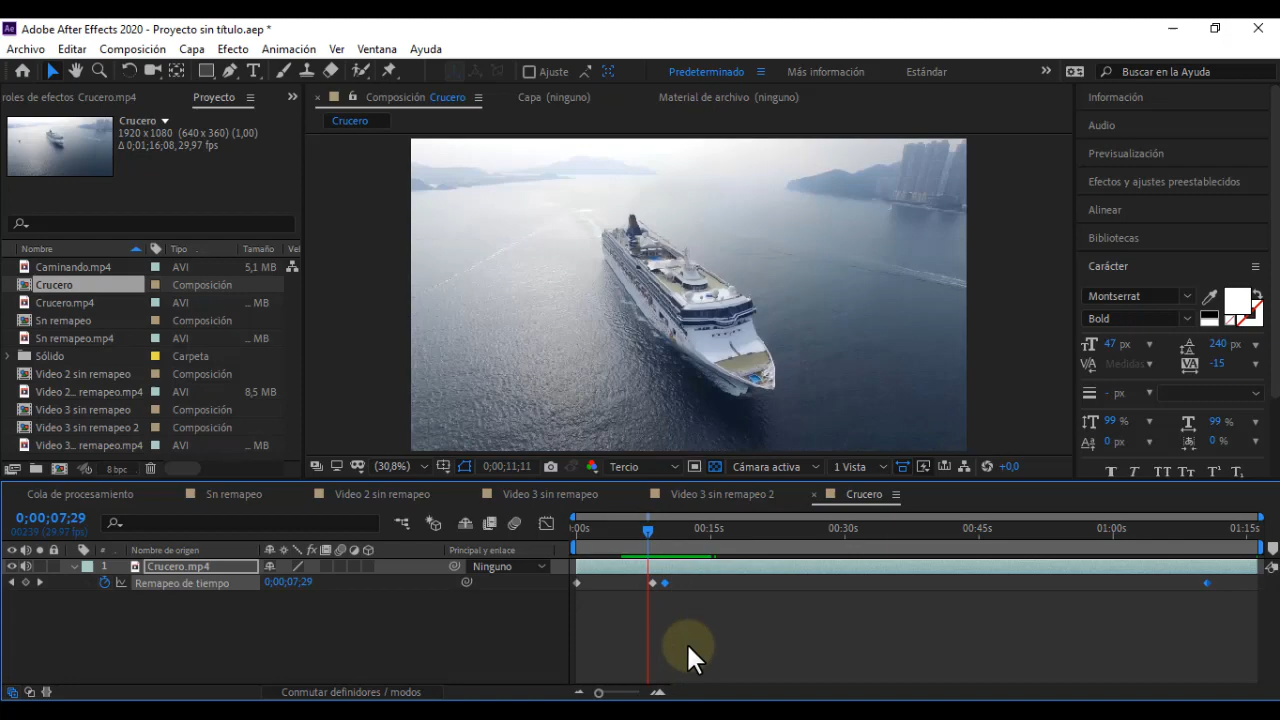 Adobe After Effects 2020 - Proyecto sin título.aep *
Archivo Editar Composición Capa Efecto Animación Ver Ventana Ayuda
Ajuste Predeterminado Más información Estándar Buscar en la Ayuda
roles de efectos Crucero.mp4 Proyecto
Composición Crucero Capa (ninguno) Material de archivo (ninguno)
Crucero
Crucero
1920 x 1080 (640 x 360) (1,00)
Δ 0;01;16;08, 29,97 fps
Nombre Tipo Tamaño Vel
Caminando.mp4 AVI 5,1 MB
Crucero Composición
Crucero.mp4 AVI ... MB
Sn remapeo Composición
Sn remapeo.mp4 AVI ... MB
Sólido Carpeta
Video 2 sin remapeo Composición
Video 2... remapeo.mp4 AVI 8,5 MB
Video 3 sin remapeo Composición
Video 3 sin remapeo 2 Composición
Video 3... remapeo.mp4 AVI ... MB
8 bpc
(30,8%) 0;00;11;11 Tercio Cámara activa 1 Vista +0,0
Información
Audio
Previsualización
Efectos y ajustes preestablecidos
Alinear
Bibliotecas
Carácter
Montserrat
Bold
47 px 240 px
Medidas -15
- px
99 % 99 %
0 px 0 %
T T TT Tт T¹ T₁
Cola de procesamiento Sn remapeo Video 2 sin remapeo Video 3 sin remapeo Video 3 sin remapeo 2 Crucero
0;00;07;29
00239 (29.97 fps)
:00s 00:15s 00:30s 00:45s 01:00s 01:15s
# Nombre de origen fx Principal y enlace
1 Crucero.mp4 Ninguno
Remapeo de tiempo 0;00;07;29
Conmutar definidores / modos